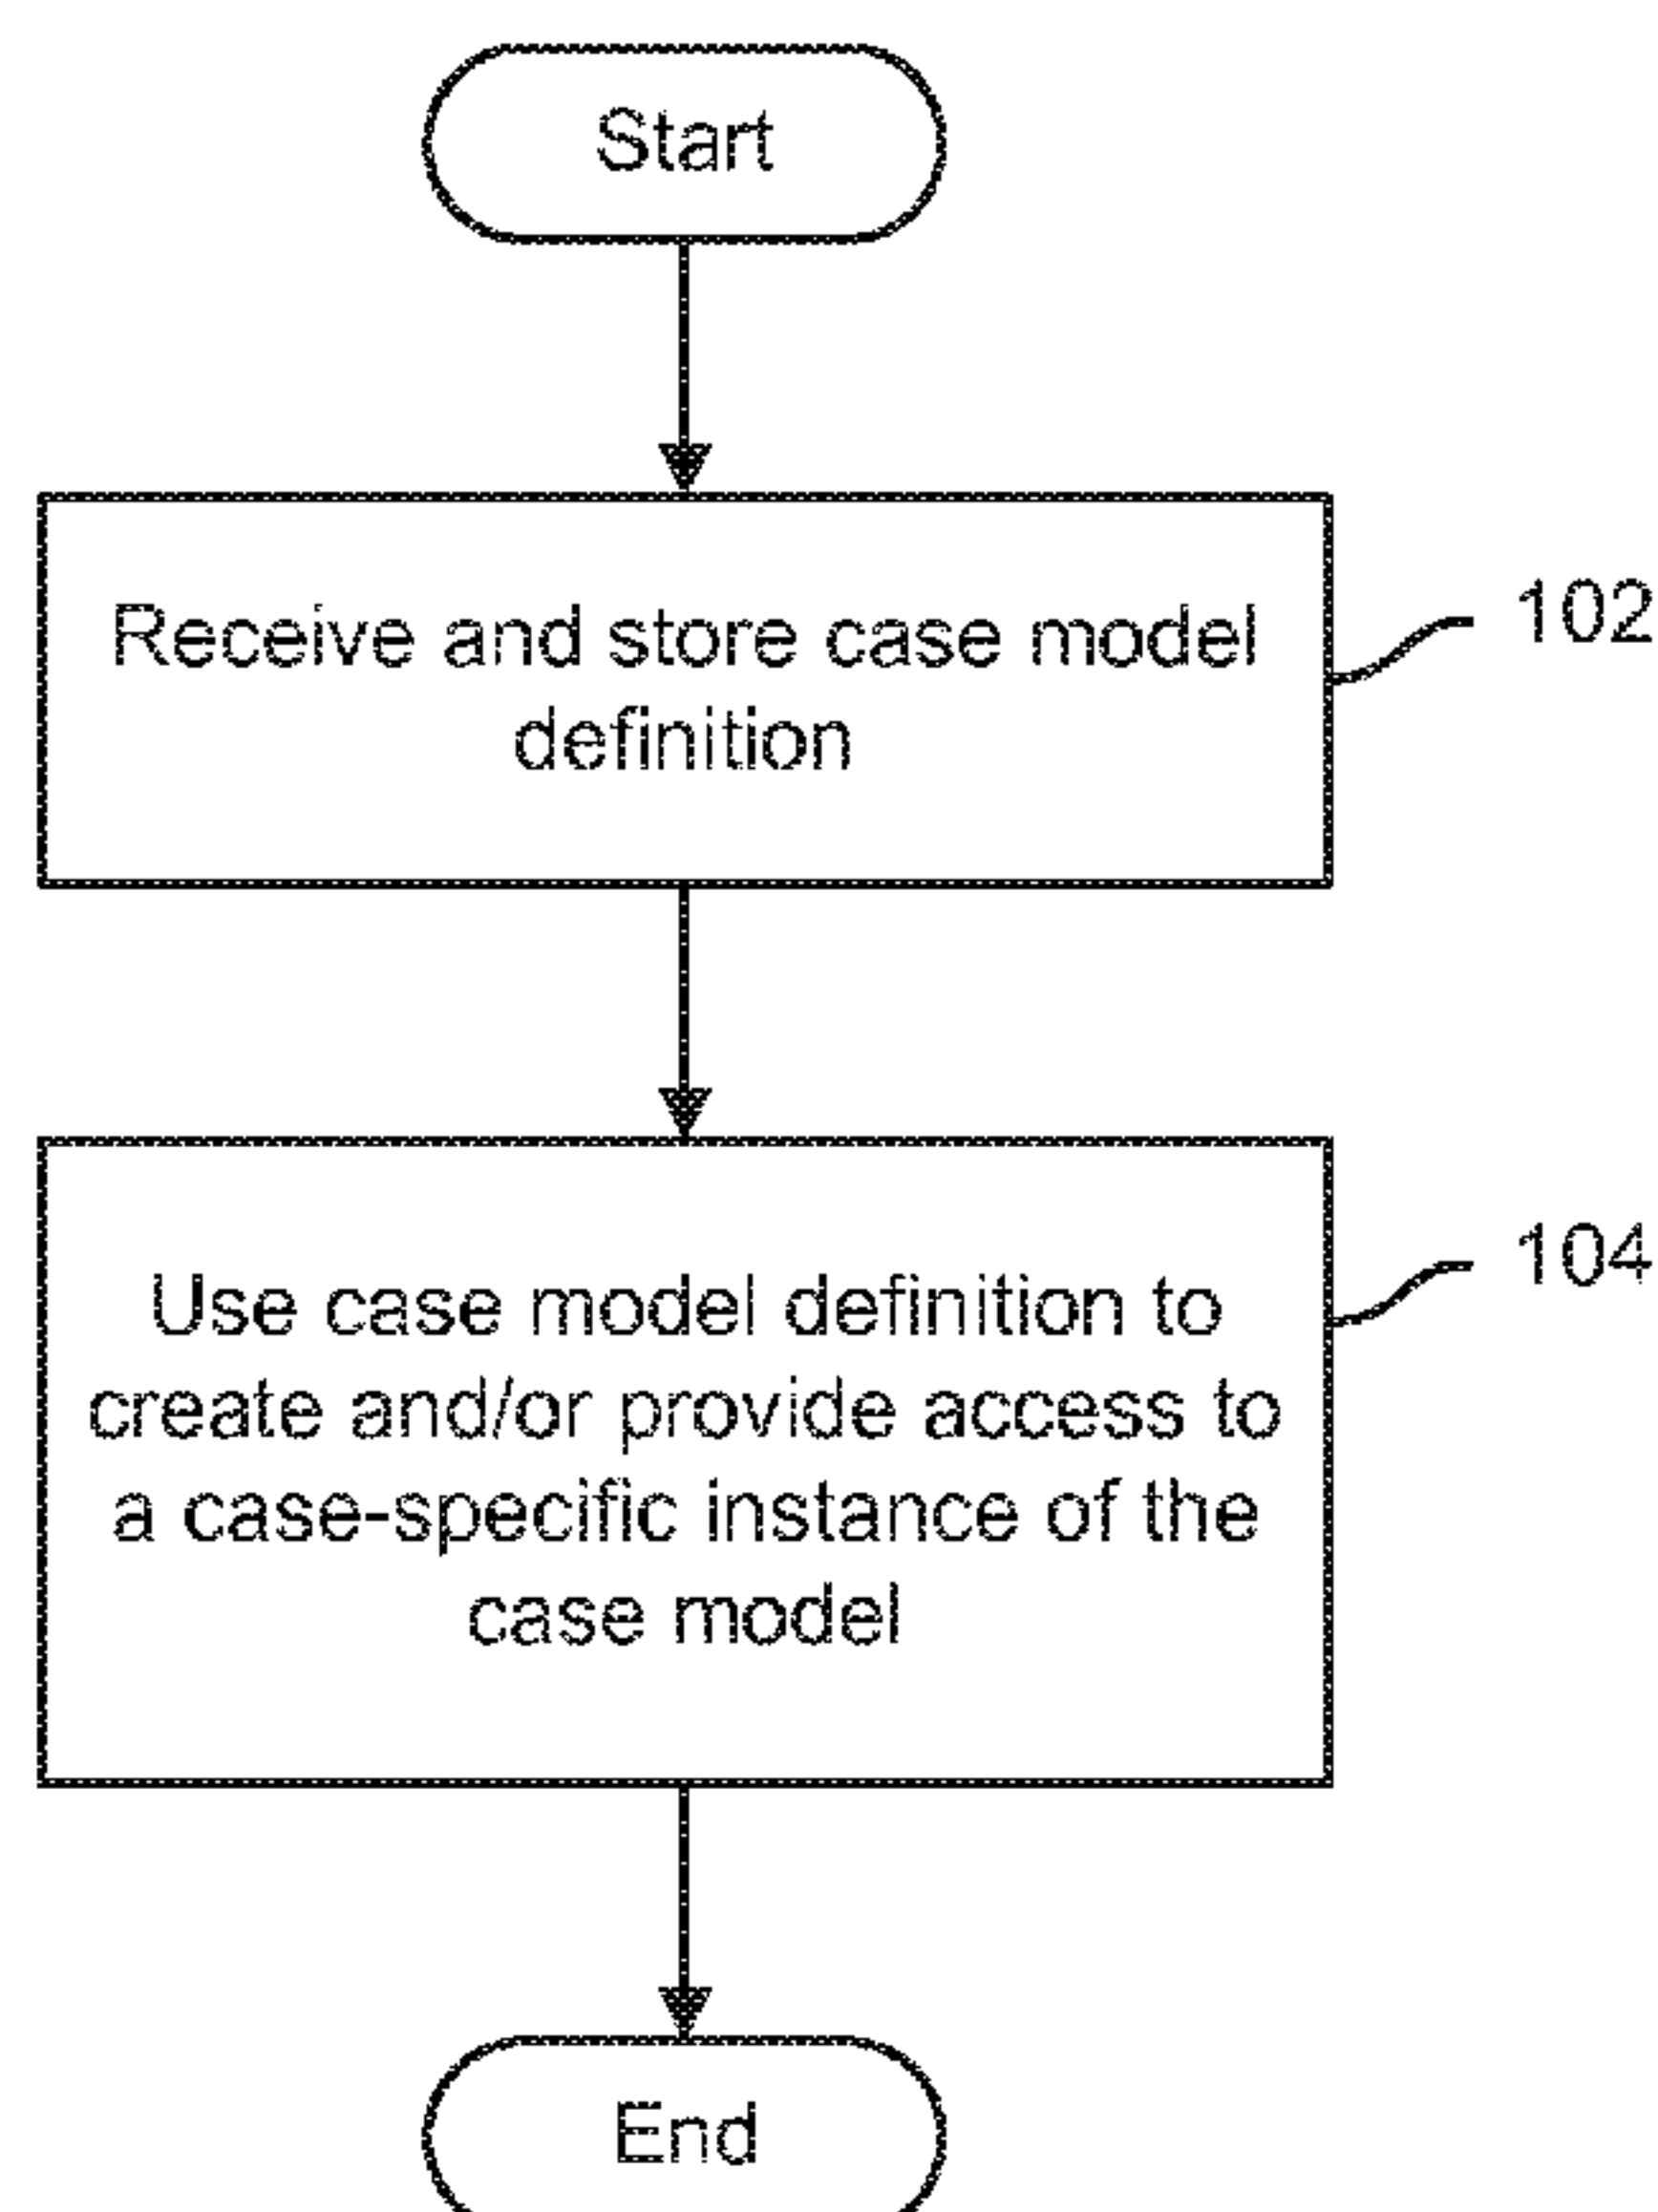 Start
Receive and store case model
definition
102
Use case model definition to
create and/or provide access to
a case-specific instance of the
case model
104
End